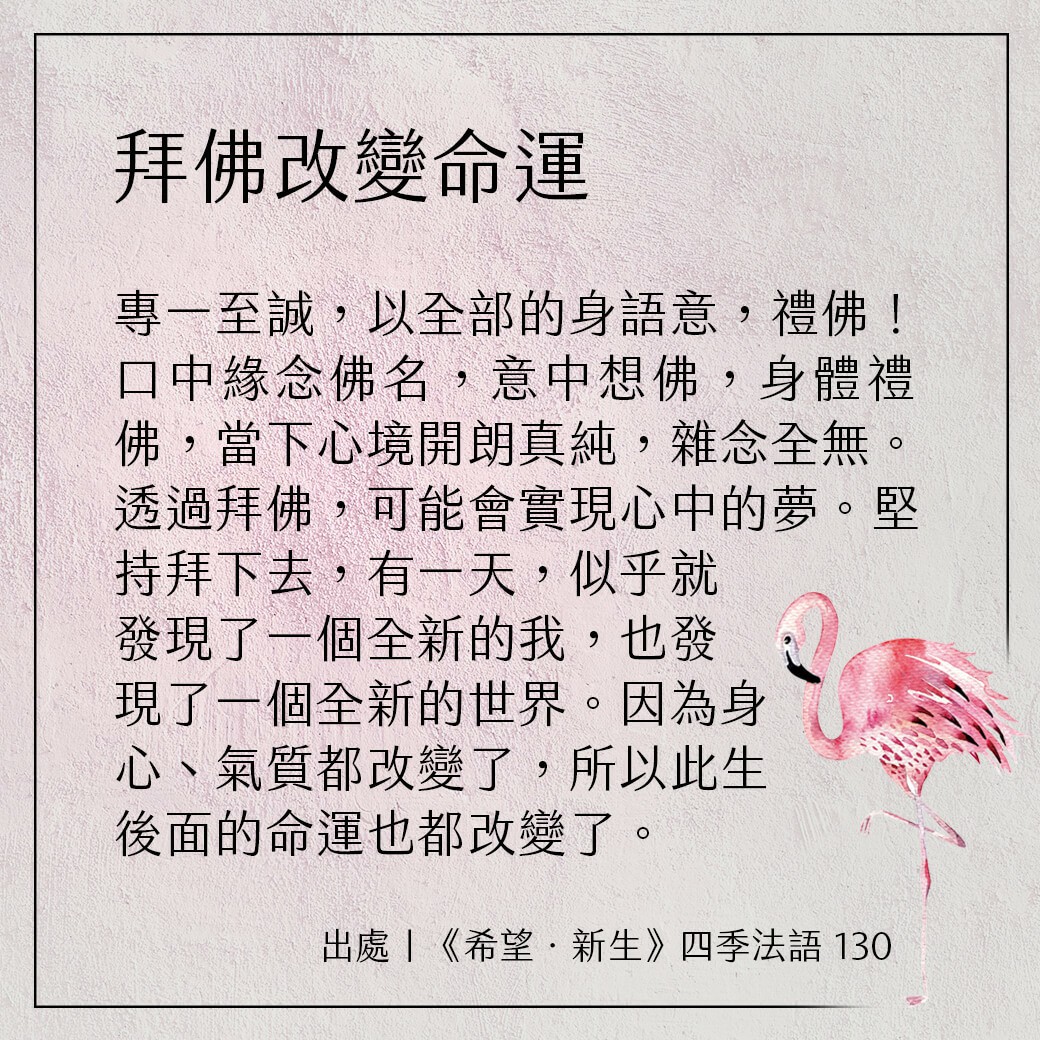 拜佛改變命運
專一至誠，以全部的身語意，禮佛！
口中緣念佛名，意中想佛，身體禮
佛，當下心境開朗真純，雜念全無。
透過拜佛，可能會實現心中的夢。堅
持拜下去，有一天，似乎就
發現了一個全新的我，也發
現了一個全新的世界。因為身
心、氣質都改變了，所以此生
後面的命運也都改變了。
出處｜《希望．新生》四季法語 130